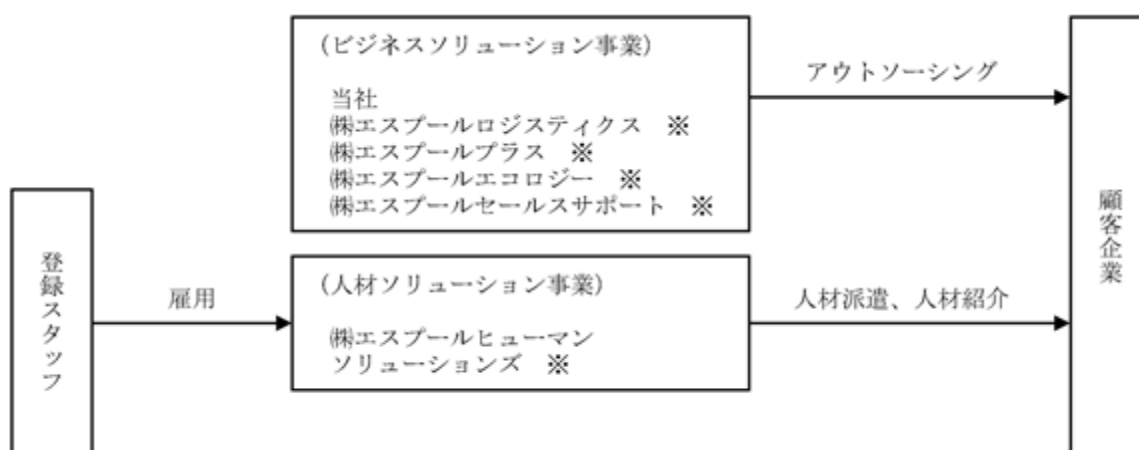 (ビジネスソリューション事業)
当社
㈱エスプールロジスティクス ※
㈱エスプールプラス ※
㈱エスプールエコロジー ※
㈱エスプールセールスサポート ※
アウトソーシング
登録スタッフ
雇用
(人材ソリューション事業)
㈱エスプールヒューマン
ソリューションズ ※
人材派遣、人材紹介
顧客企業